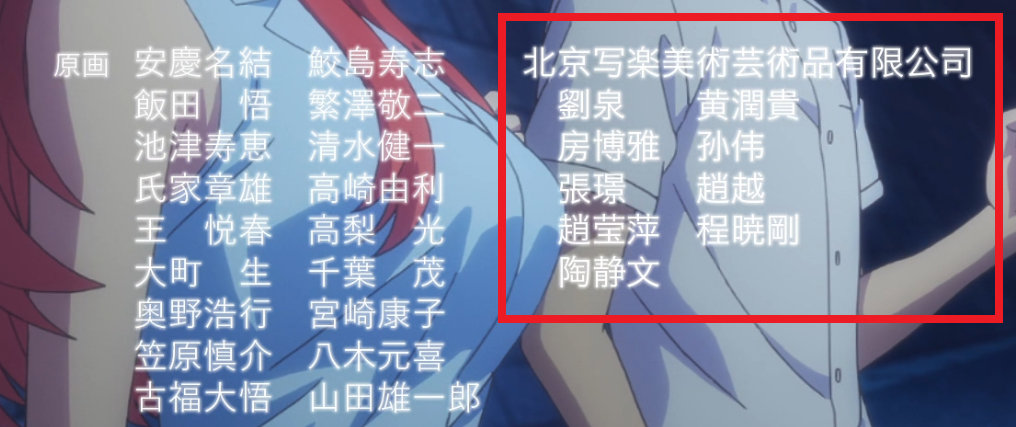 原画 安慶名結 鮫島寿志
飯田 悟 繁澤敬二
池津寿恵 清水健一
氏家章雄 高崎由利
王 悦春 高梨 光
大町 生 千葉 茂
奥野浩行 宮崎康子
笠原慎介 八木元喜
古福大悟 山田雄一郎
北京写楽美術芸術品有限公司
劉泉 黄潤貴
房博雅 孙伟
張璟 趙越
趙莹萍 程暁剛
陶静文